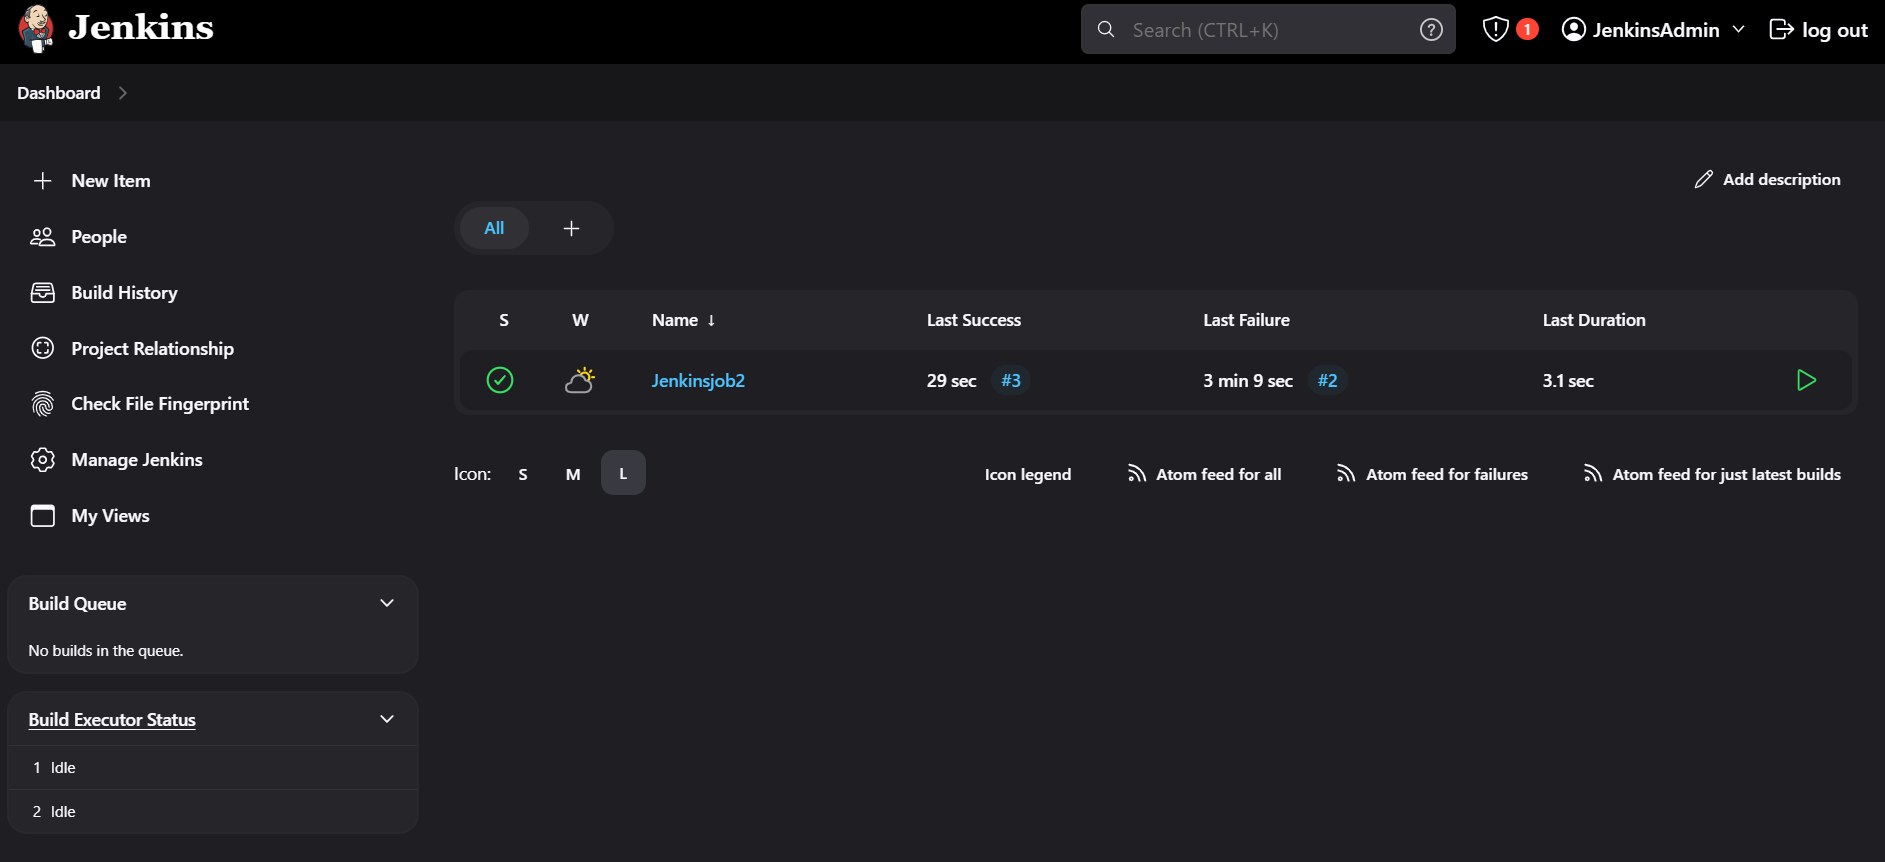 Jenkins
Search (CTRL+K)
1
JenkinsAdmin
log out
Dashboard
New Item
People
Build History
Project Relationship
Check File Fingerprint
Manage Jenkins
My Views
Build Queue
No builds in the queue.
Build Executor Status
1 Idle
2 Idle
Add description
All
S W Name ↓ Last Success Last Failure Last Duration
Jenkinsjob2 29 sec #3 3 min 9 sec #2 3.1 sec
Icon: S M L
Icon legend
Atom feed for all
Atom feed for failures
Atom feed for just latest builds